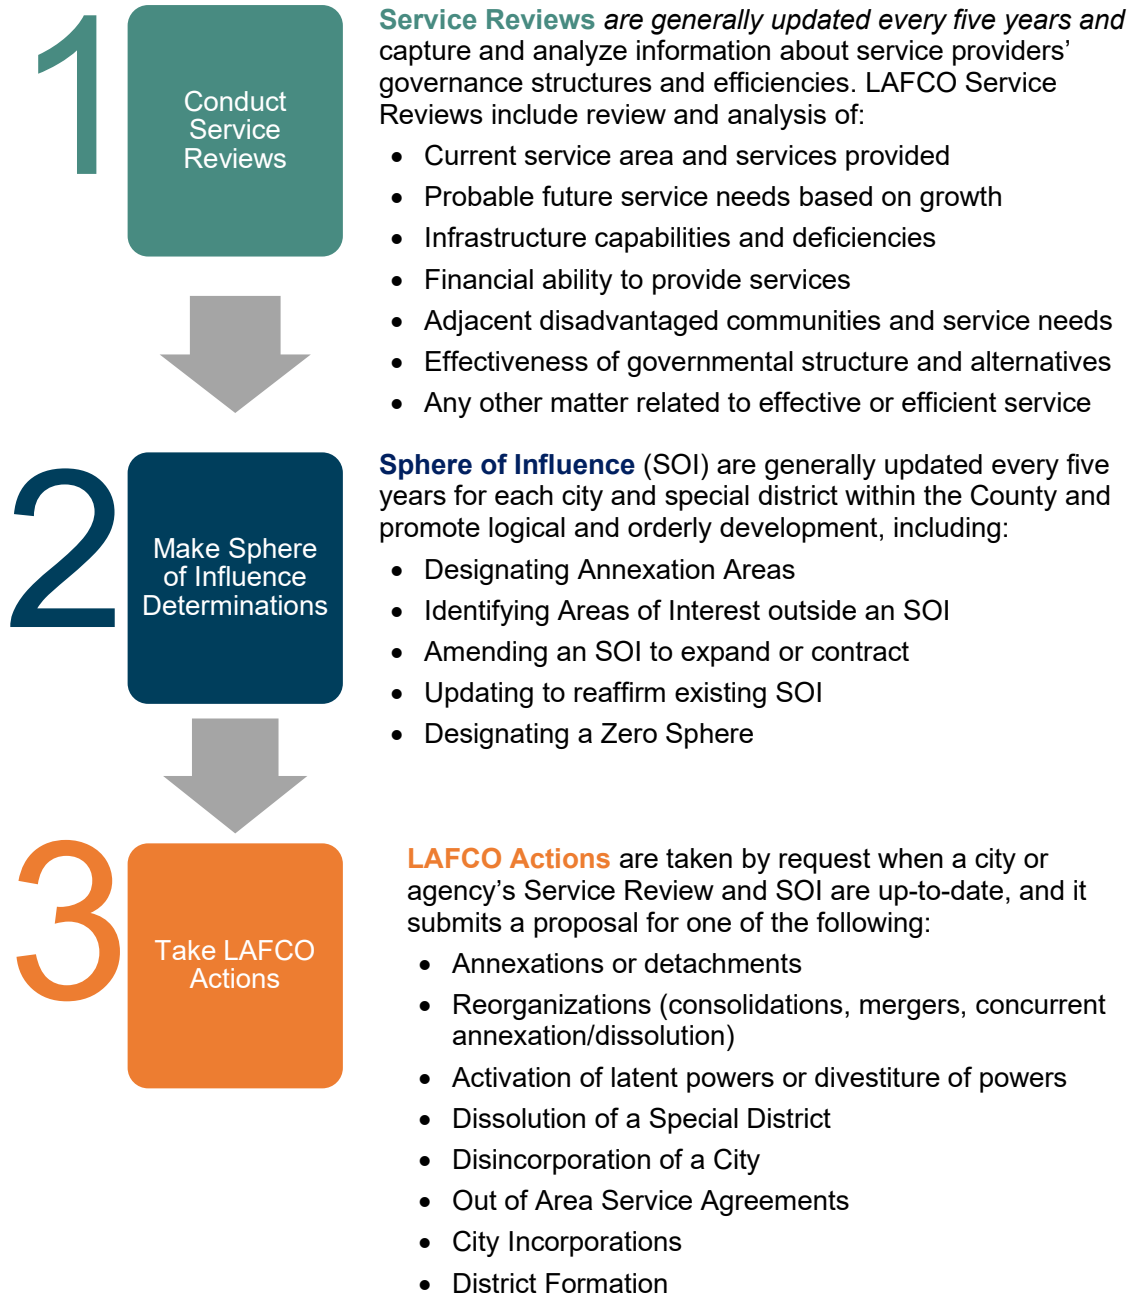 1
Conduct
Service
Reviews
Service Reviews are generally updated every five years and
capture and analyze information about service providers’
governance structures and efficiencies. LAFCO Service
Reviews include review and analysis of:
• Current service area and services provided
• Probable future service needs based on growth
• Infrastructure capabilities and deficiencies
• Financial ability to provide services
• Adjacent disadvantaged communities and service needs
• Effectiveness of governmental structure and alternatives
• Any other matter related to effective or efficient service
2
Make Sphere
of Influence
Determinations
Sphere of Influence (SOI) are generally updated every five
years for each city and special district within the County and
promote logical and orderly development, including:
• Designating Annexation Areas
• Identifying Areas of Interest outside an SOI
• Amending an SOI to expand or contract
• Updating to reaffirm existing SOI
• Designating a Zero Sphere
3
Take LAFCO
Actions
LAFCO Actions are taken by request when a city or
agency’s Service Review and SOI are up-to-date, and it
submits a proposal for one of the following:
• Annexations or detachments
• Reorganizations (consolidations, mergers, concurrent
annexation/dissolution)
• Activation of latent powers or divestiture of powers
• Dissolution of a Special District
• Disincorporation of a City
• Out of Area Service Agreements
• City Incorporations
• District Formation